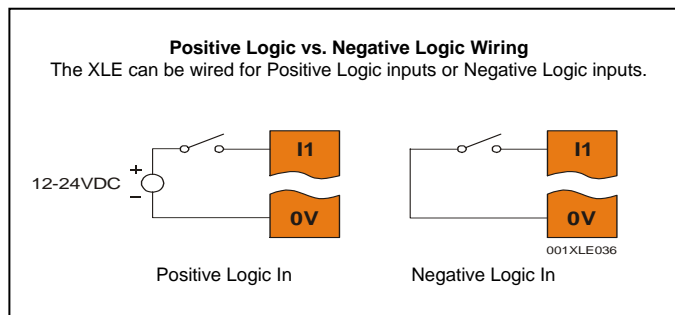 Positive Logic vs. Negative Logic Wiring
The XLE can be wired for Positive Logic inputs or Negative Logic inputs.
I1
I1
+
12-24VDC
–
0V
0V
001XLE036
Positive Logic In
Negative Logic In